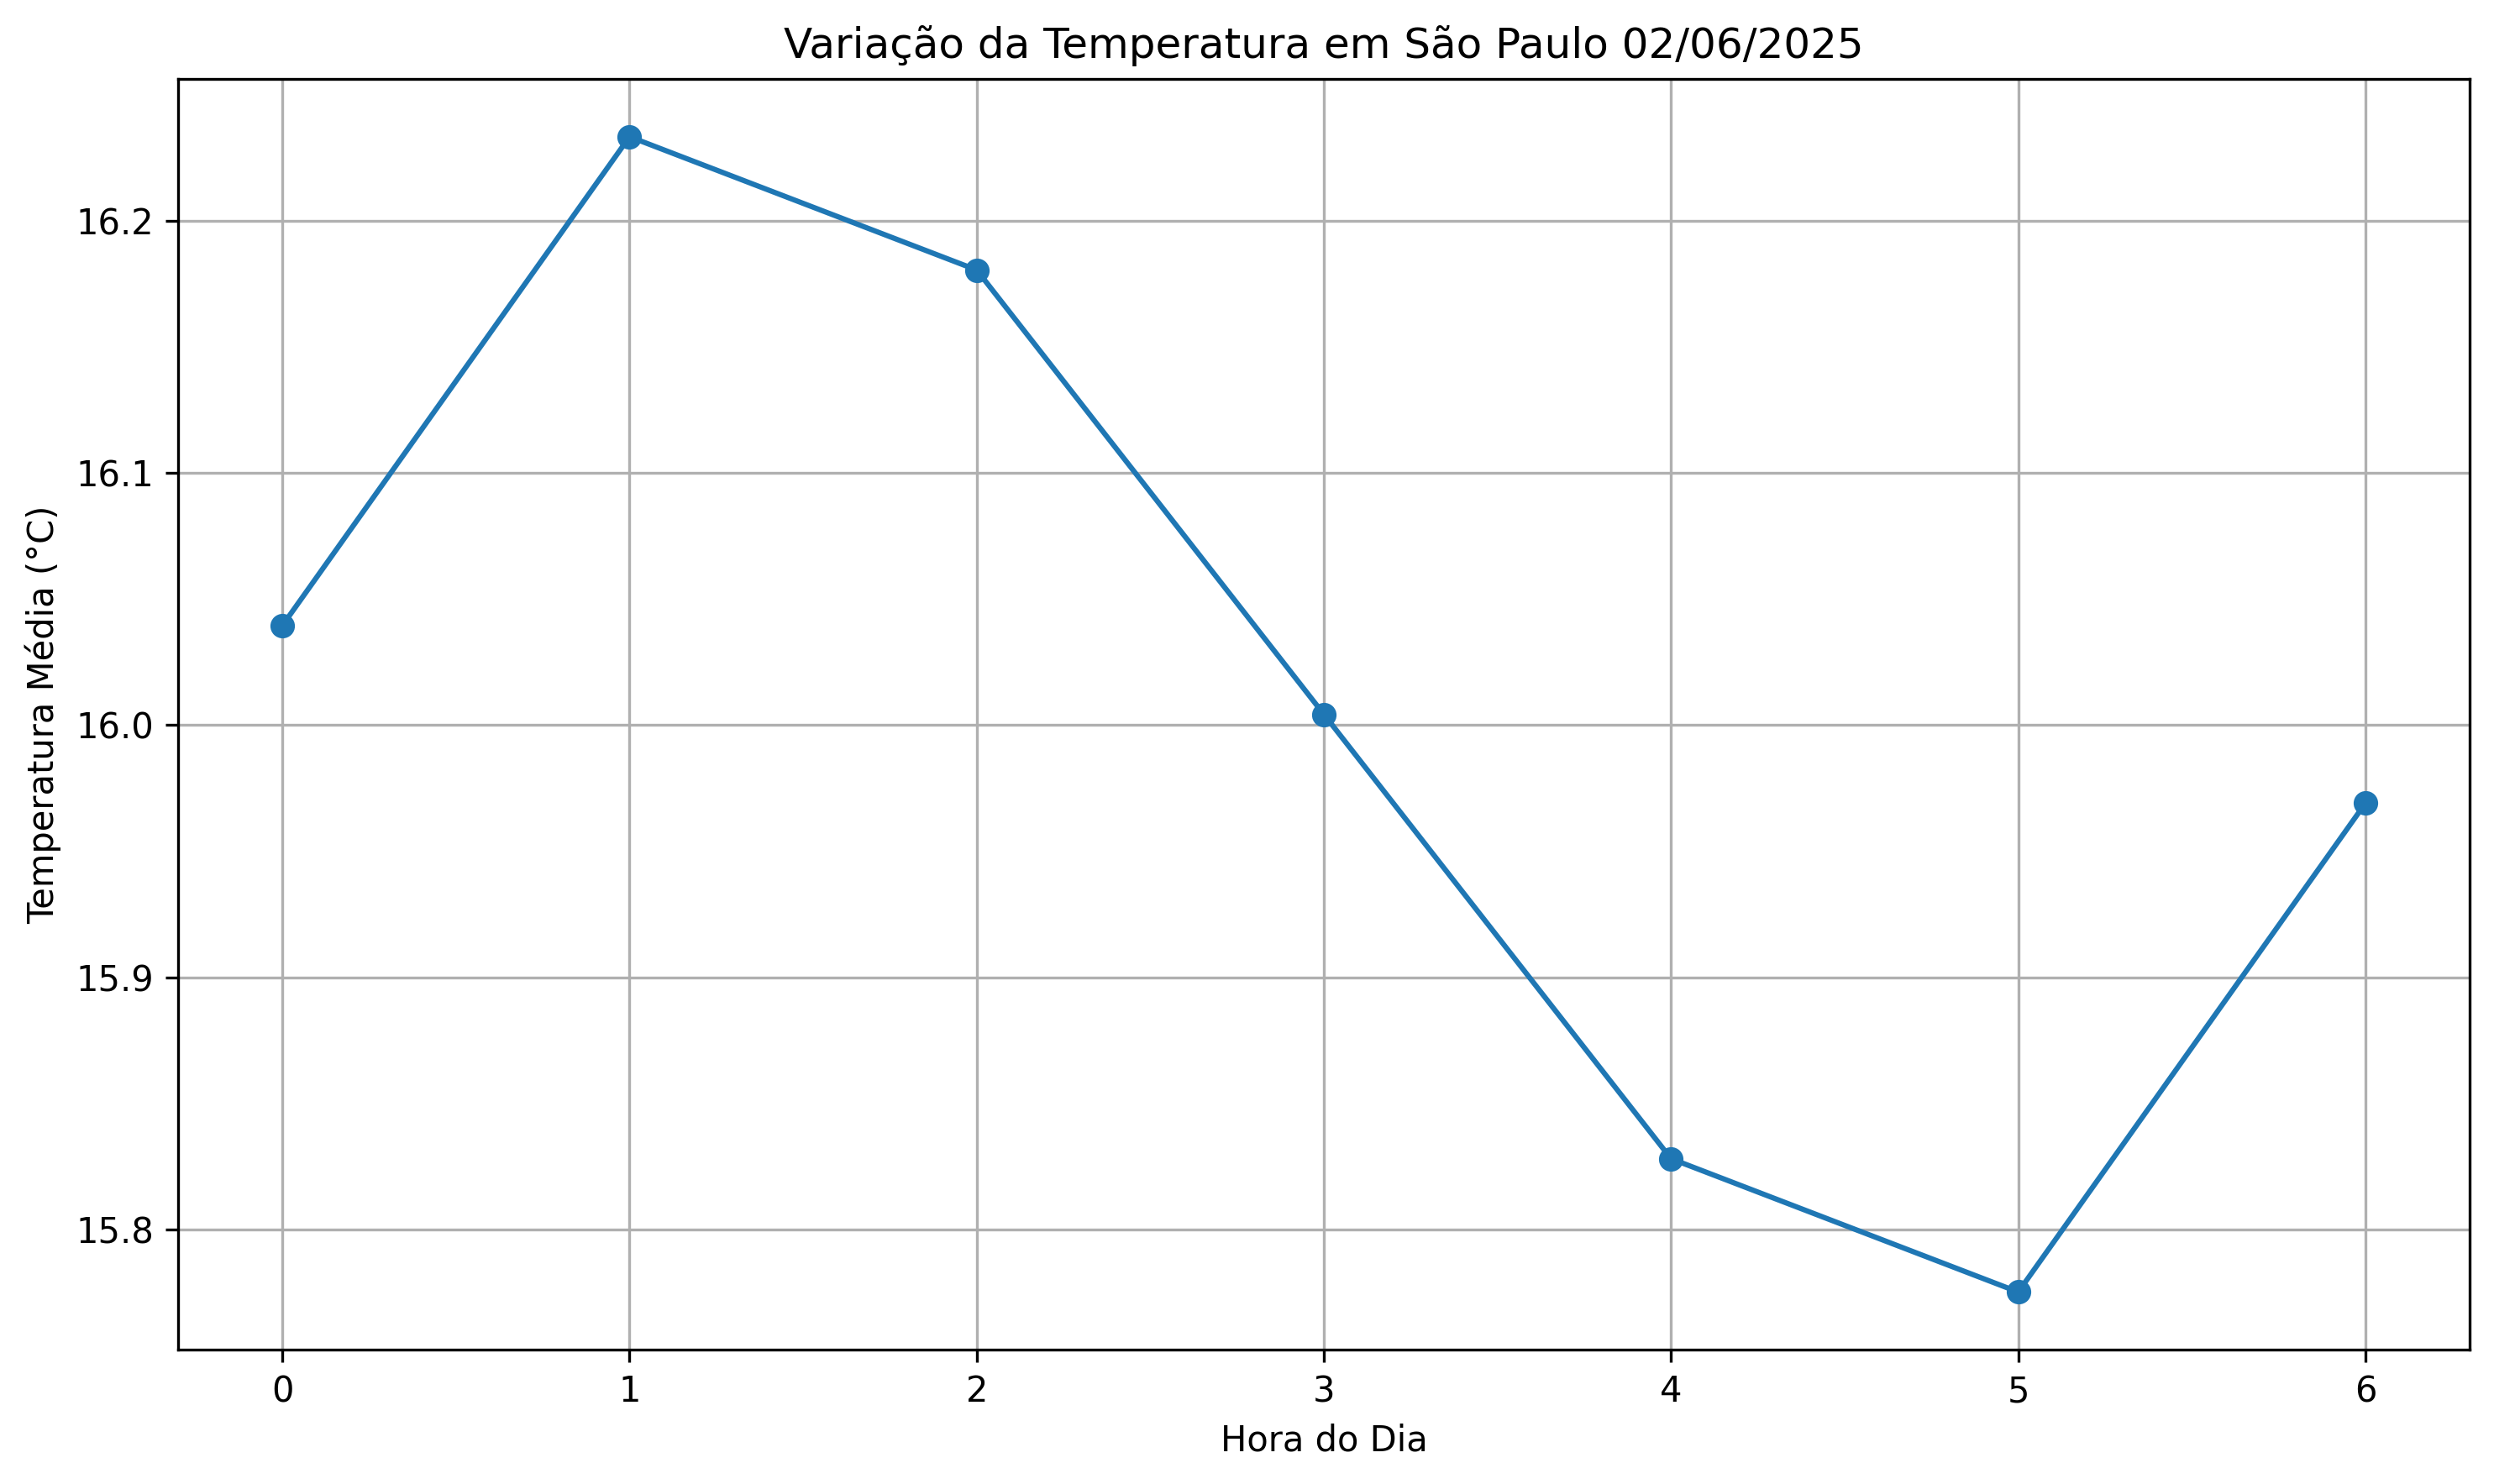 Variação da Temperatura em São Paulo 02/06/2025
Temperatura Média (°C)
16.2
16.1
16.0
15.9
15.8
0 1 2 3 4 5 6
Hora do Dia